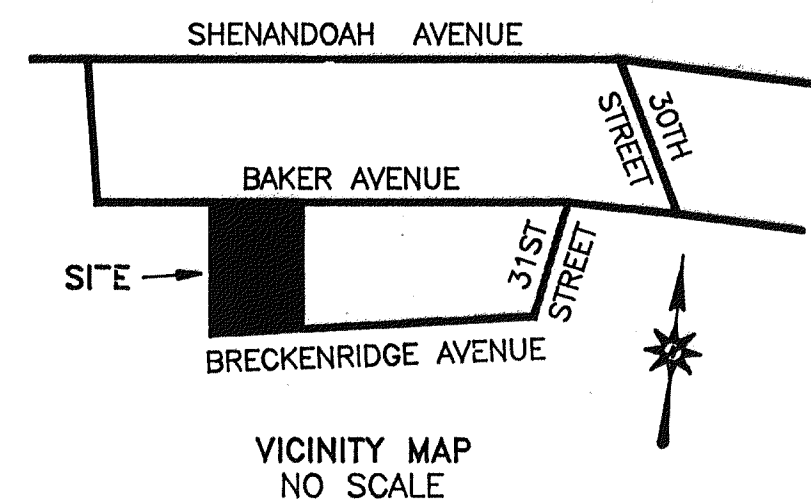 SHENANDOAH AVENUE
30TH
STREET
BAKER AVENUE
31ST
STREET
SITE
BRECKENRIDGE AVENUE
N
VICINITY MAP
NO SCALE